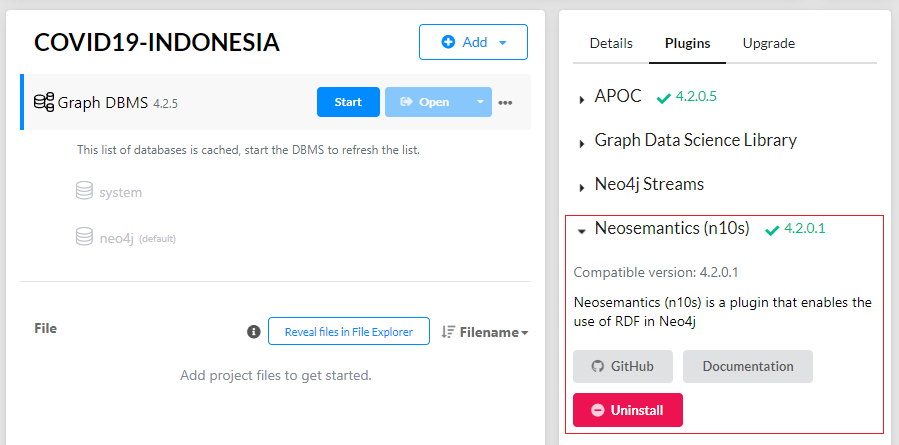 COVID19-INDONESIA
Add
Graph DBMS 4.2.5
Start
Open
This list of databases is cached, start the DBMS to refresh the list.
system
neo4j (default)
File
Reveal files in File Explorer
Filename
Add project files to get started.
Details
Plugins
Upgrade
APOC 4.2.0.5
Graph Data Science Library
Neo4j Streams
Neosemantics (n10s) 4.2.0.1
Compatible version: 4.2.0.1
Neosemantics (n10s) is a plugin that enables the
use of RDF in Neo4j
GitHub
Documentation
Uninstall